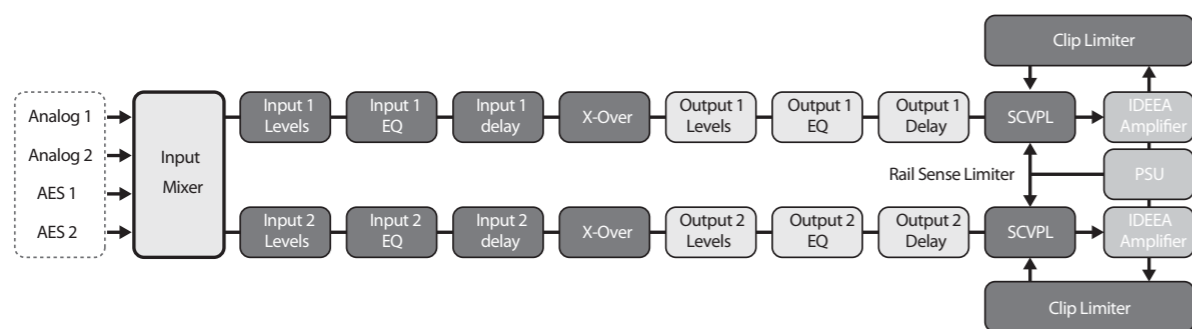 Clip Limiter
Analog 1
Analog 2
AES 1
AES 2
Input
Mixer
Input 1
Levels
Input 1
EQ
Input 1
delay
X-Over
Output 1
Levels
Output 1
EQ
Output 1
Delay
SCVPL
IDEEA
Amplifier
Rail Sense Limiter
PSU
Input 2
Levels
Input 2
EQ
Input 2
delay
X-Over
Output 2
Levels
Output 2
EQ
Output 2
Delay
SCVPL
IDEEA
Amplifier
Clip Limiter